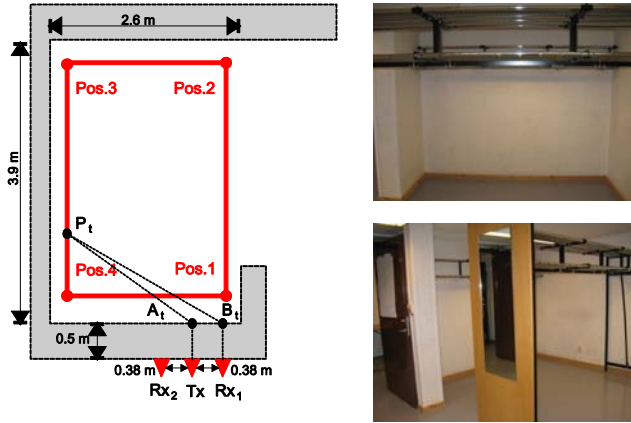 2.6 m
Pos.3
Pos.2
3.9 m
Pt
Pos.4
Pos.1
At
Bt
0.5 m
0.38 m
0.38 m
Rx2
Tx
Rx1